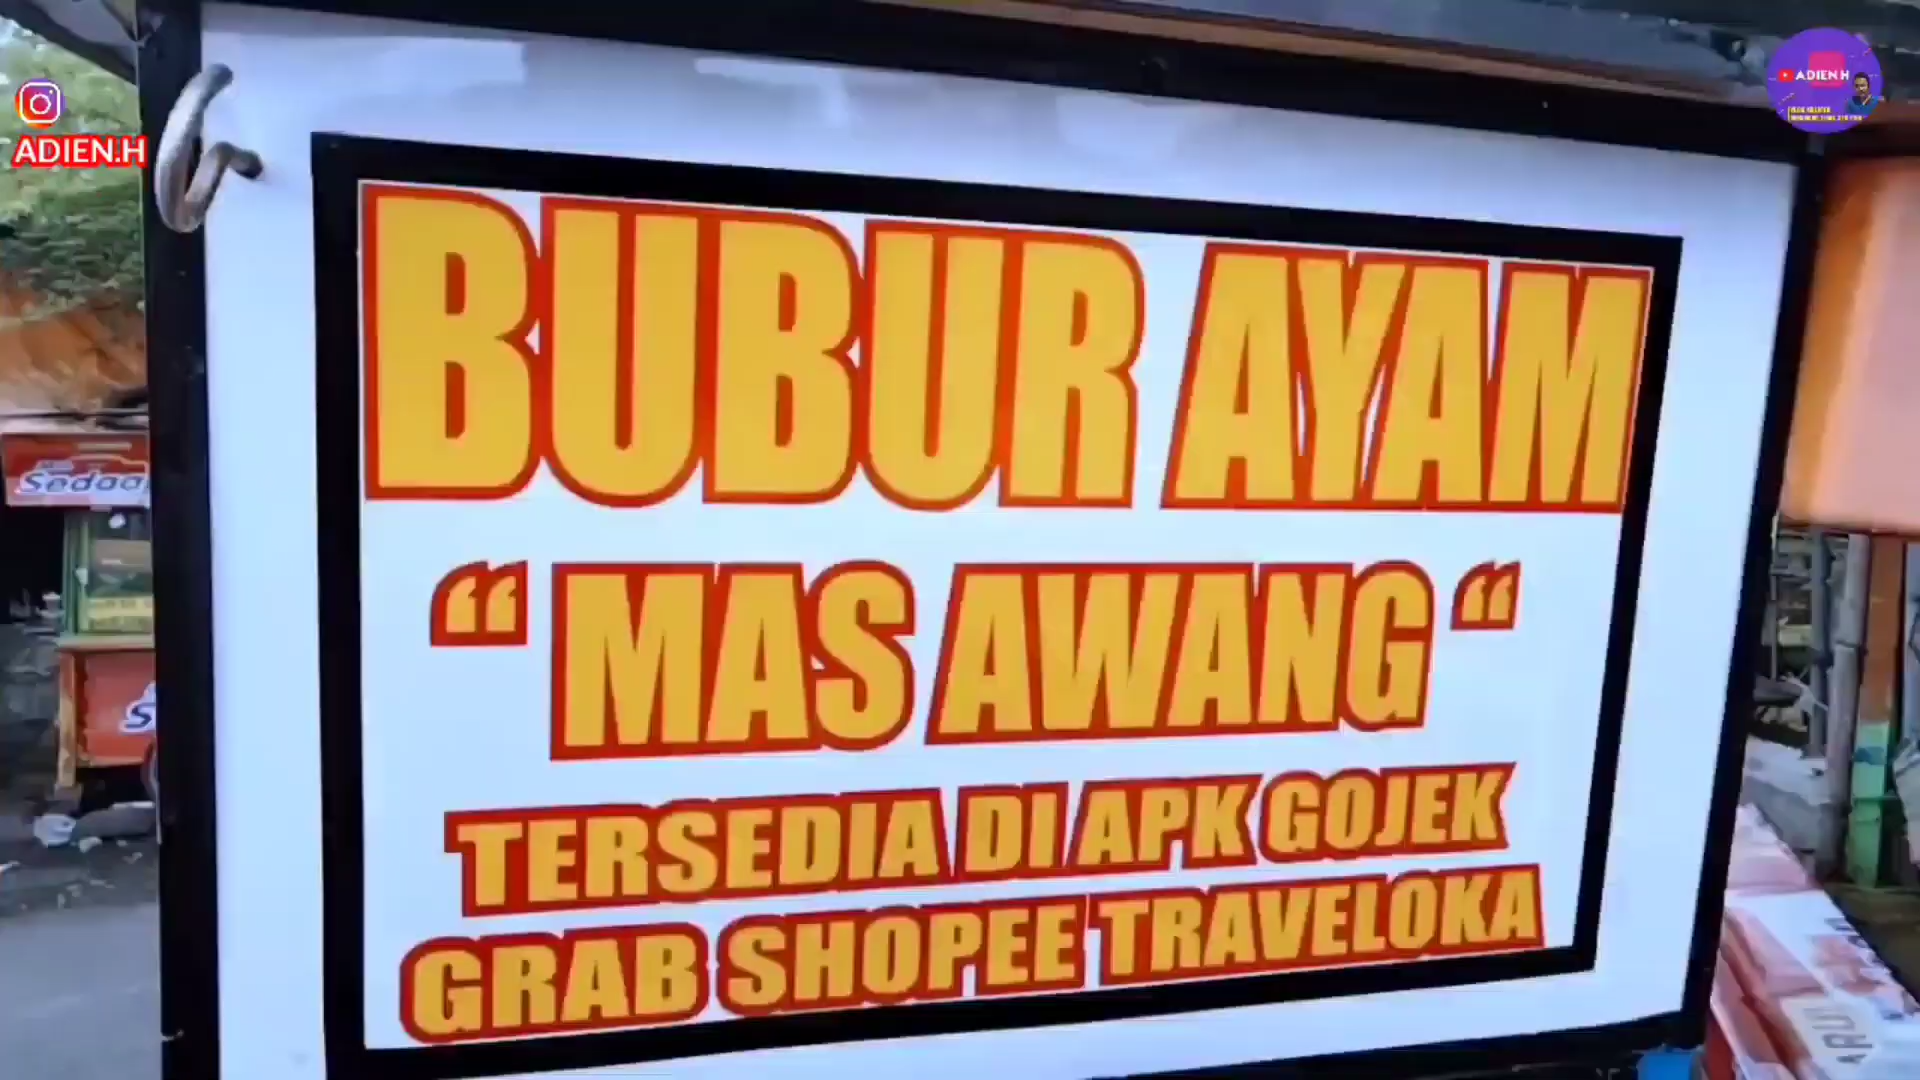 ADIEN.H
ADIEN H
BUBUR AYAM
“ MAS AWANG “
TERSEDIA DI APK GOJEK
GRAB SHOPEE TRAVELOKA
Sedaap